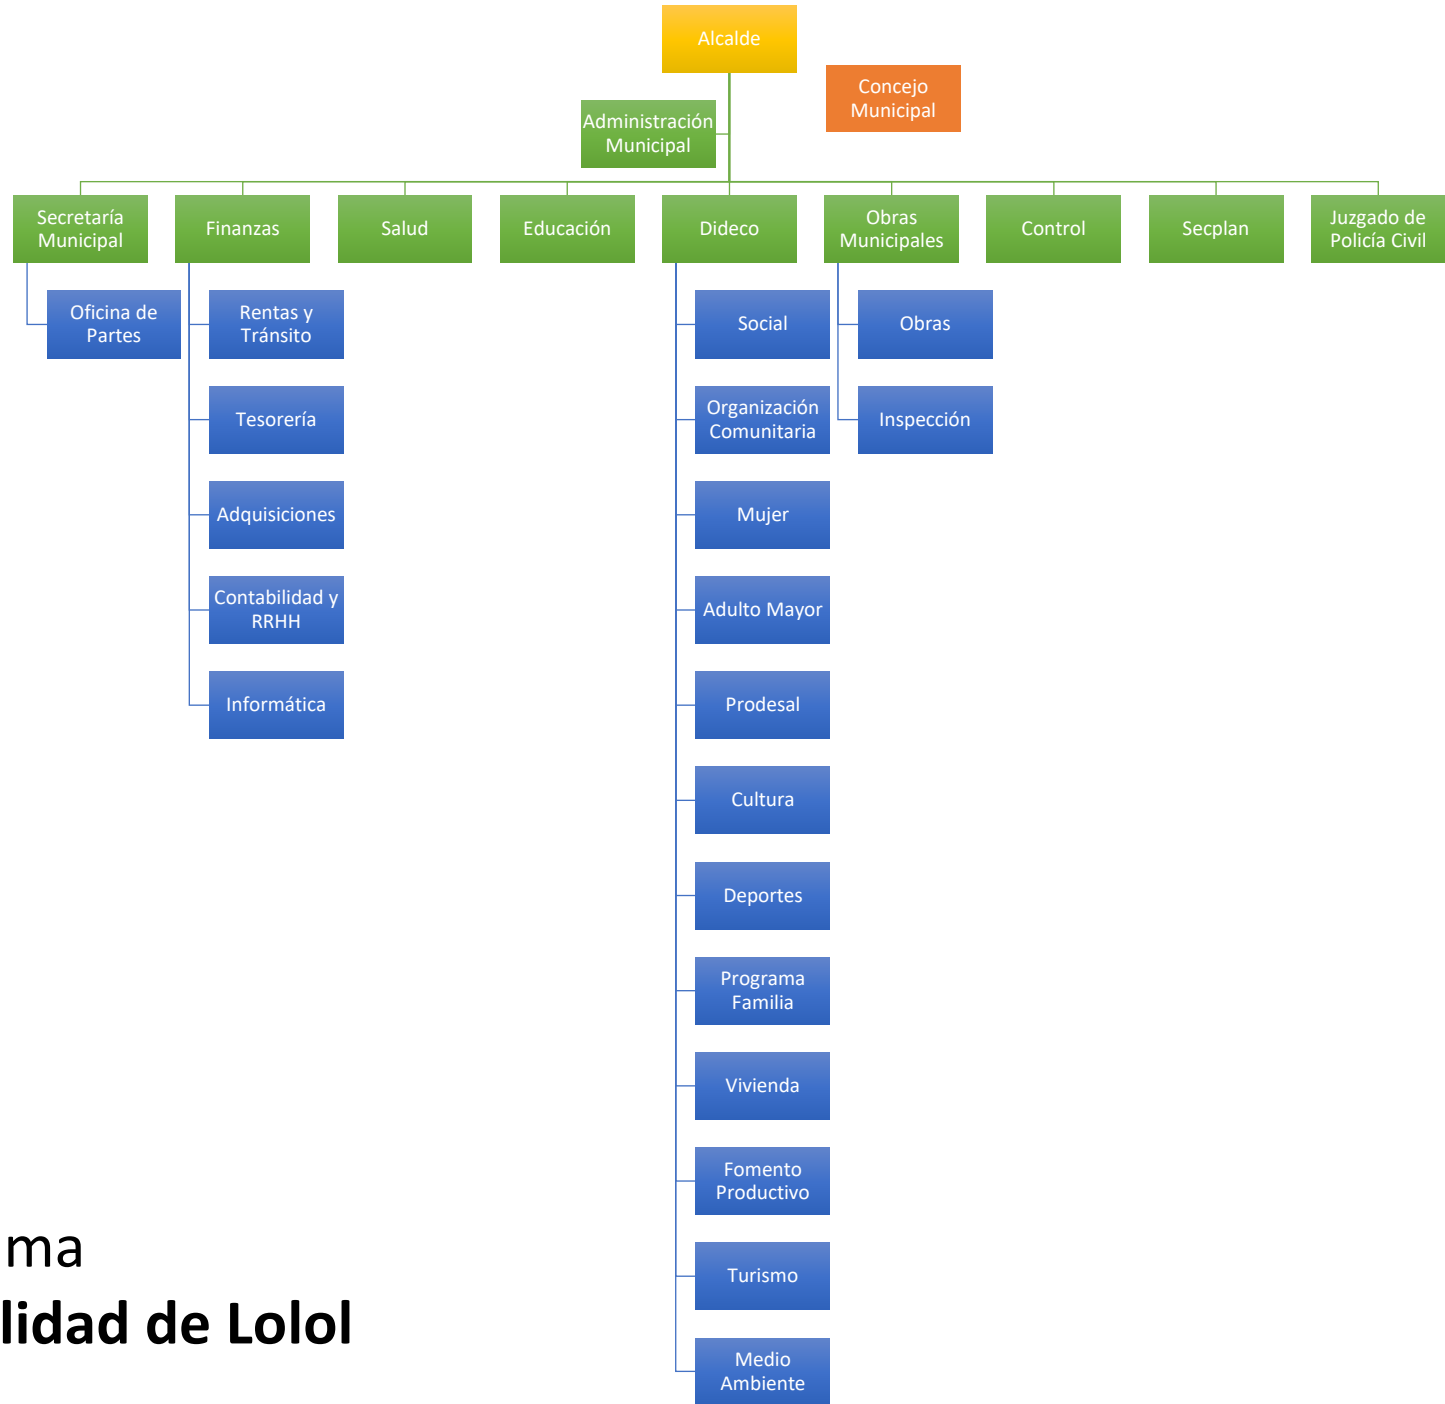 Alcalde
Concejo
Municipal
Administración
Municipal
Secretaría
Municipal
Finanzas
Salud
Educación
Dideco
Obras
Municipales
Control
Secplan
Juzgado de
Policía Civil
Oficina de
Partes
Rentas y
Tránsito
Tesorería
Adquisiciones
Contabilidad y
RRHH
Informática
Social
Organización
Comunitaria
Mujer
Adulto Mayor
Prodesal
Cultura
Deportes
Programa
Familia
Vivienda
Fomento
Productivo
Turismo
Medio
Ambiente
Obras
Inspección
ma
lidad de Lolol